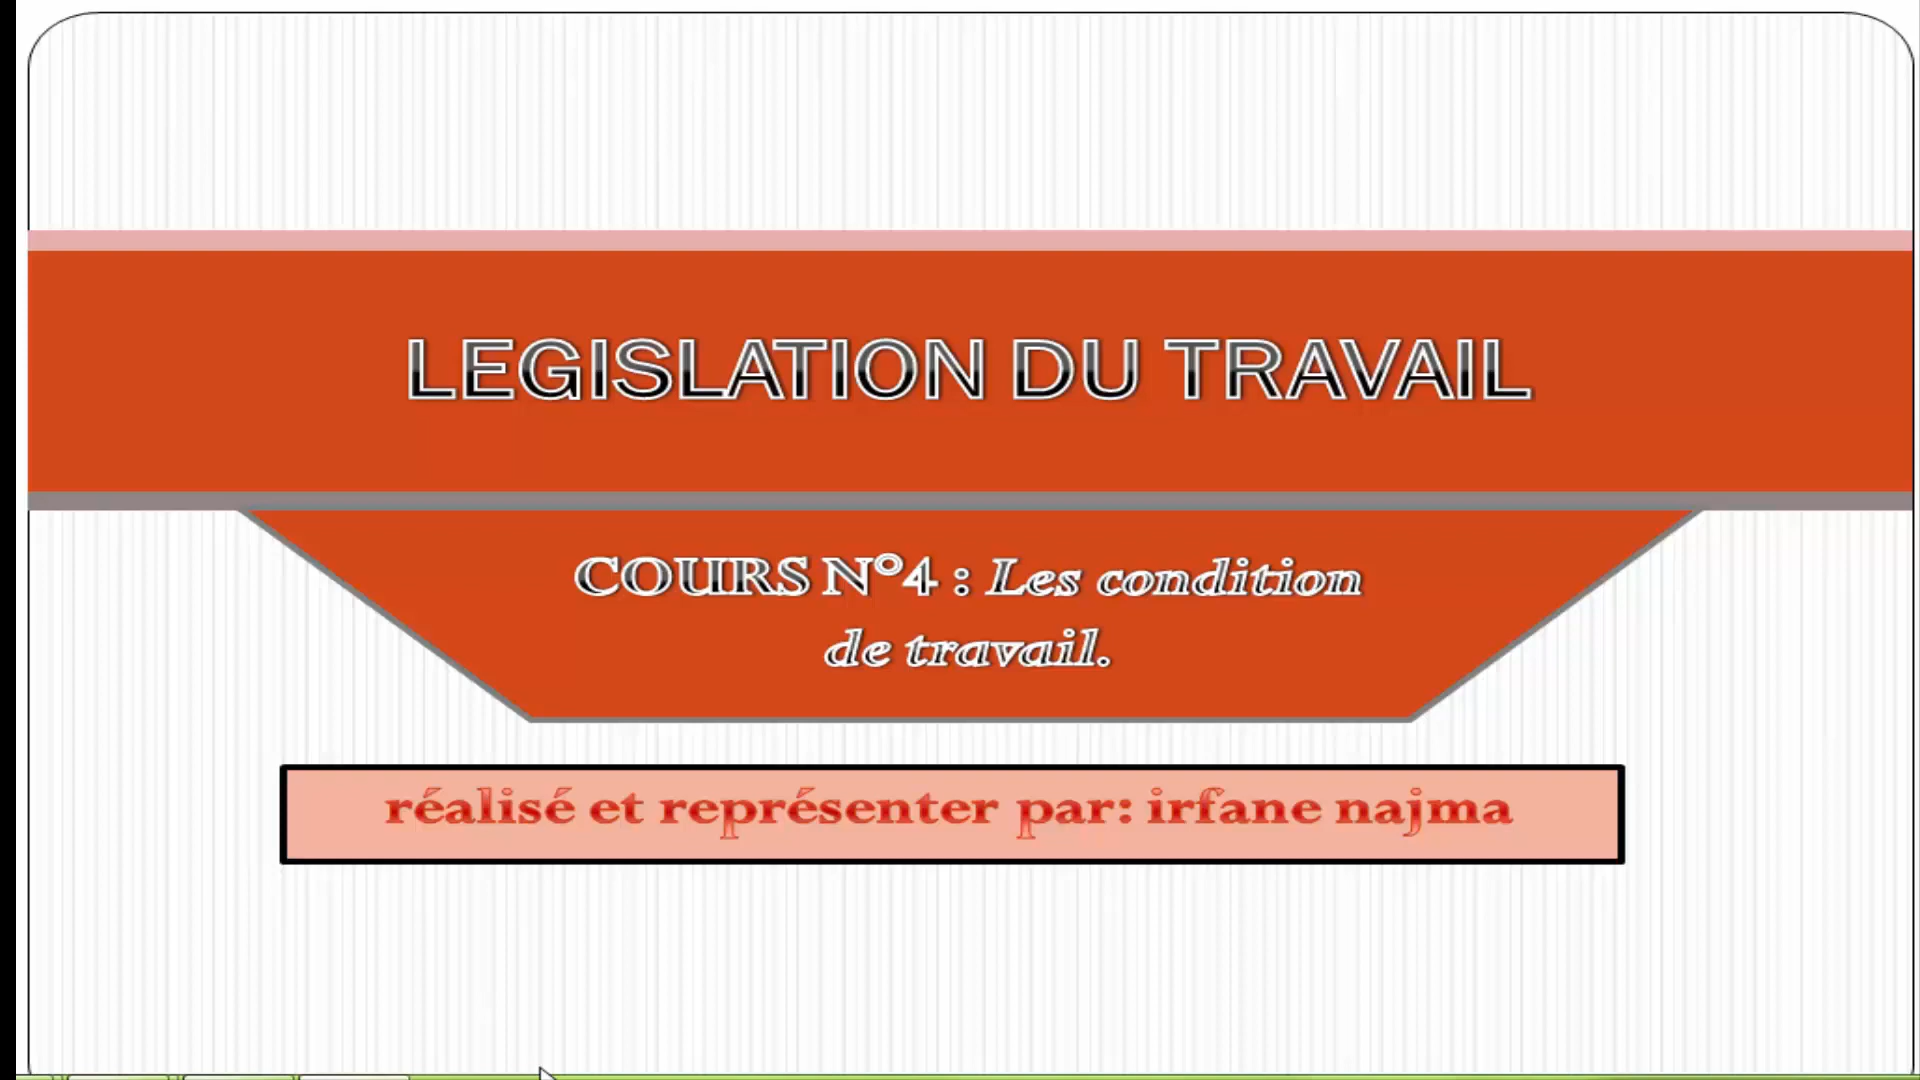 LEGISLATION DU TRAVAIL
COURS N°4 : Les condition
de travail.
réalisé et représenter par: irfane najma